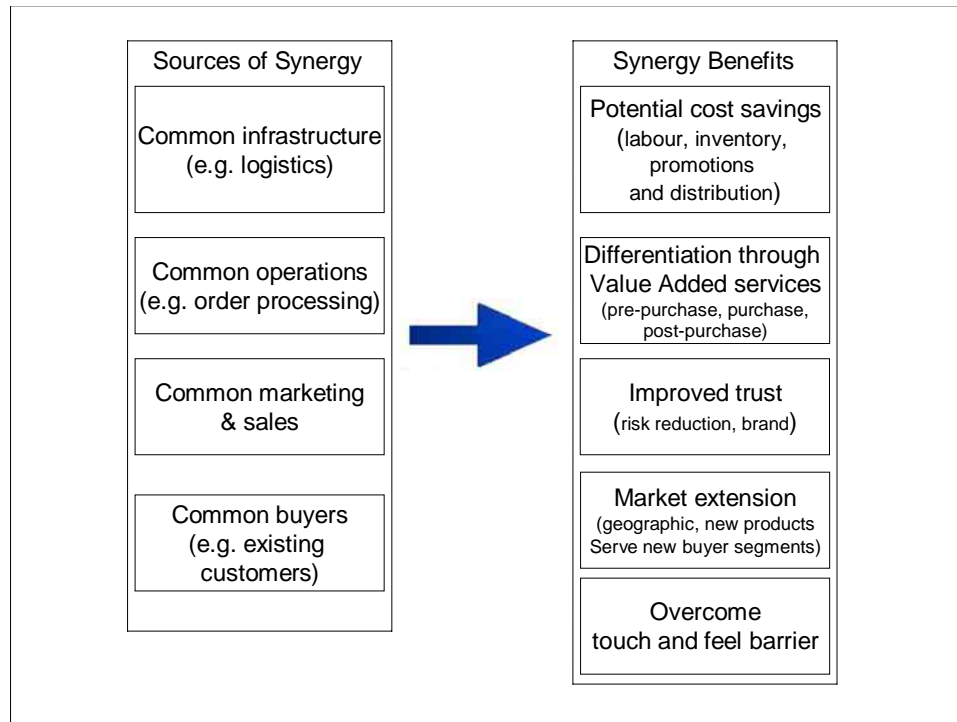 Sources of Synergy
Common infrastructure
(e.g. logistics)
Common operations
(e.g. order processing)
Common marketing
& sales
Common buyers
(e.g. existing
customers)
Synergy Benefits
Potential cost savings
(labour, inventory,
promotions
and distribution)
Differentiation through
Value Added services
(pre-purchase, purchase,
post-purchase)
Improved trust
(risk reduction, brand)
Market extension
(geographic, new products
Serve new buyer segments)
Overcome
touch and feel barrier